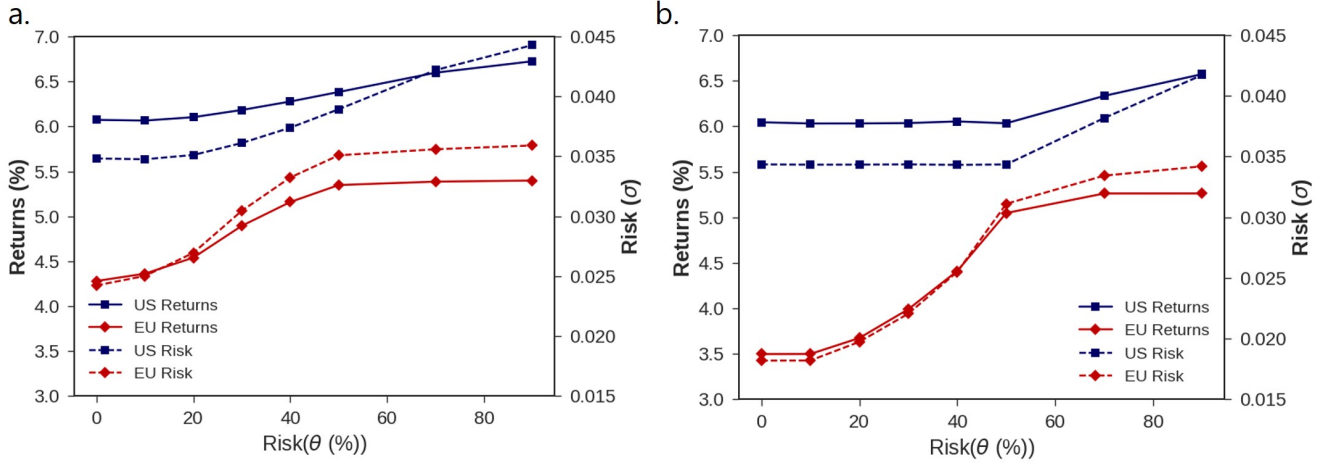 a.
7.0
6.5
6.0
5.5
5.0
4.5
4.0
3.5
3.0
Returns (%)
0.045
0.040
0.035
0.030
0.025
0.020
0.015
Risk (σ)
US Returns
EU Returns
US Risk
EU Risk
0 20 40 60 80
Risk(θ (%))
b.
7.0
6.5
6.0
5.5
5.0
4.5
4.0
3.5
3.0
Returns (%)
0.045
0.040
0.035
0.030
0.025
0.020
0.015
Risk (σ)
US Returns
EU Returns
US Risk
EU Risk
0 20 40 60 80
Risk(θ (%))